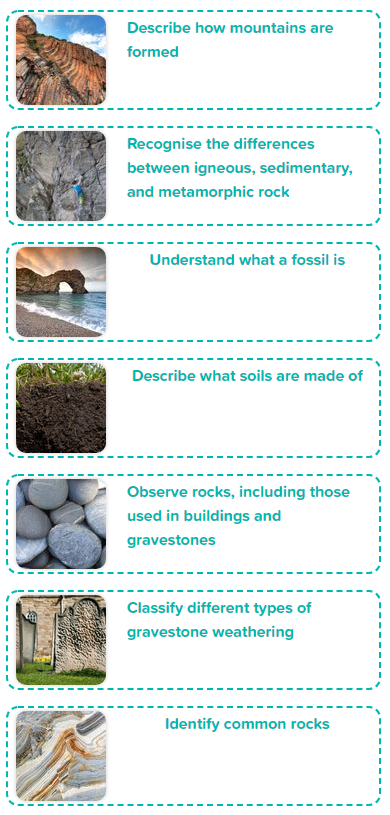 Describe how mountains are
formed
Recognise the differences
between igneous, sedimentary,
and metamorphic rock
Understand what a fossil is
Describe what soils are made of
Observe rocks, including those
used in buildings and
gravestones
Classify different types of
gravestone weathering
Identify common rocks